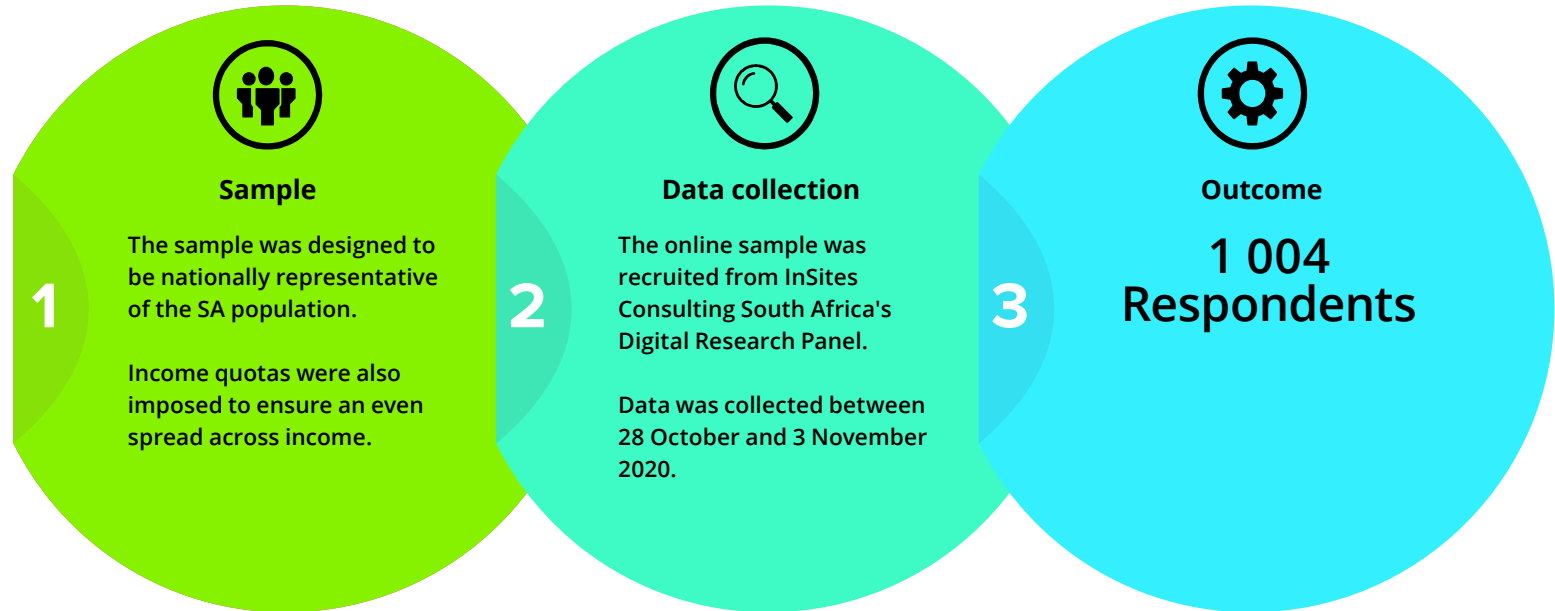 1
Sample
The sample was designed to
be nationally representative
of the SA population.
Income quotas were also
imposed to ensure an even
spread across income.
2
Data collection
The online sample was
recruited from InSites
Consulting South Africa's
Digital Research Panel.
Data was collected between
28 October and 3 November
2020.
3
Outcome
1 004
Respondents